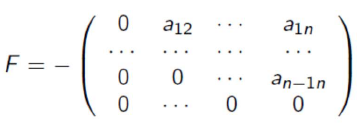 0 a₁₂ ⋯ a₁ₙ
⋯ ⋯ ⋯ ⋯
F = − ( 0 0 ⋯ aₙ₋₁ₙ )
0 ⋯ 0 0